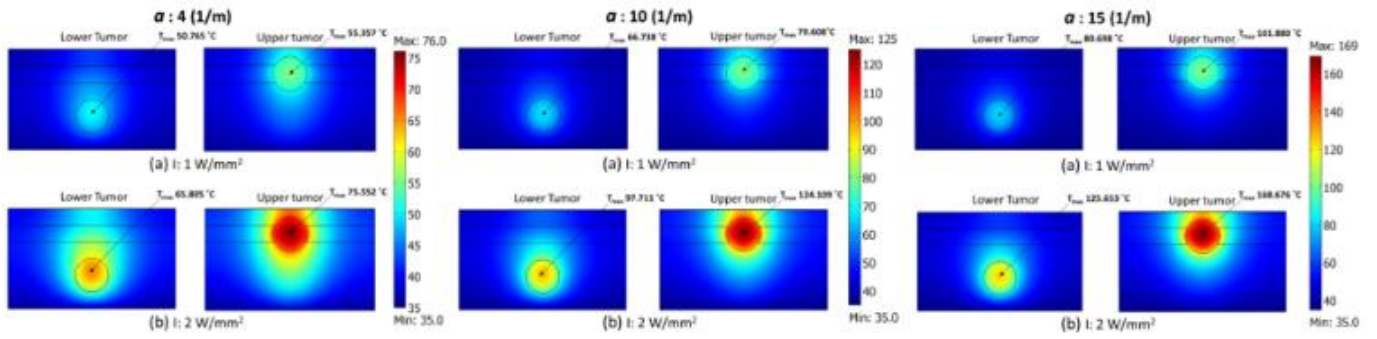 α : 4 (1/m)
Lower Tumor
Tmax 50.765 °C
Upper tumor
Tmax 55.357 °C
(a) I: 1 W/mm²
Lower Tumor
Tmax 65.805 °C
Upper tumor
Tmax 75.552 °C
(b) I: 2 W/mm²
Max: 76.0
75
70
65
60
55
50
45
40
35
Min: 35.0
α : 10 (1/m)
Lower Tumor
Tmax 66.738 °C
Upper tumor
Tmax 79.608°C
(a) I: 1 W/mm²
Lower Tumor
Tmax 97.711 °C
Upper tumor
°C
(b) I: 2 W/mm²
Max: 125
120
110
100
90
80
70
60
50
40
Min: 35.0
α : 15 (1/m)
Lower Tumor
Tmax 80.698 °C
Upper tumor
Tmax 101.880 °C
(a) I: 1 W/mm²
Lower Tumor
Tmax 125.653 °C
Upper tumor
Tmax 168.676 °C
(b) I: 2 W/mm²
Max: 169
160
140
120
100
80
60
40
Min: 35.0